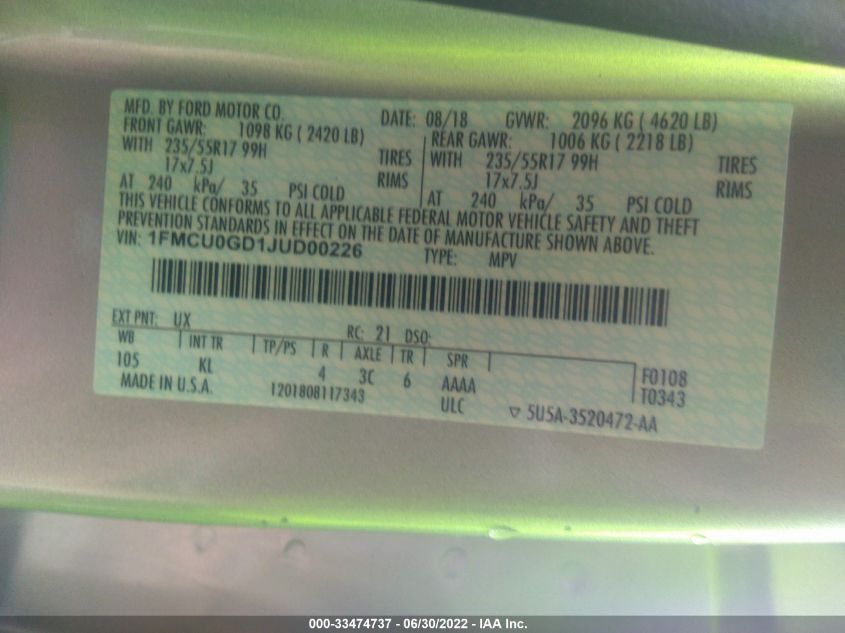 MFD. BY FORD MOTOR CO. DATE: 08/18 GVWR: 2096 KG ( 4620 LB)
FRONT GAWR: 1098 KG ( 2420 LB) REAR GAWR: 1006 KG ( 2218 LB)
WITH 235/55R17 99H TIRES WITH 235/55R17 99H TIRES
17x7.5J RIMS 17x7.5J RIMS
AT 240 kPa/ 35 PSI COLD AT 240 kPa/ 35 PSI COLD
THIS VEHICLE CONFORMS TO ALL APPLICABLE FEDERAL MOTOR VEHICLE SAFETY AND THEFT
PREVENTION STANDARDS IN EFFECT ON THE DATE OF MANUFACTURE SHOWN ABOVE.
VIN: 1FMCU0GD1JUD00226 TYPE: MPV
EXT PNT: UX RC: 21 DSO:
WB INT TR TP/PS R AXLE TR SPR
105 KL 4 3C 6 AAAA F0108
MADE IN U.S.A. 1201808117343 ULC T0343
▽ 5U5A-3520472-AA
000-33474737 - 06/30/2022 - IAA Inc.